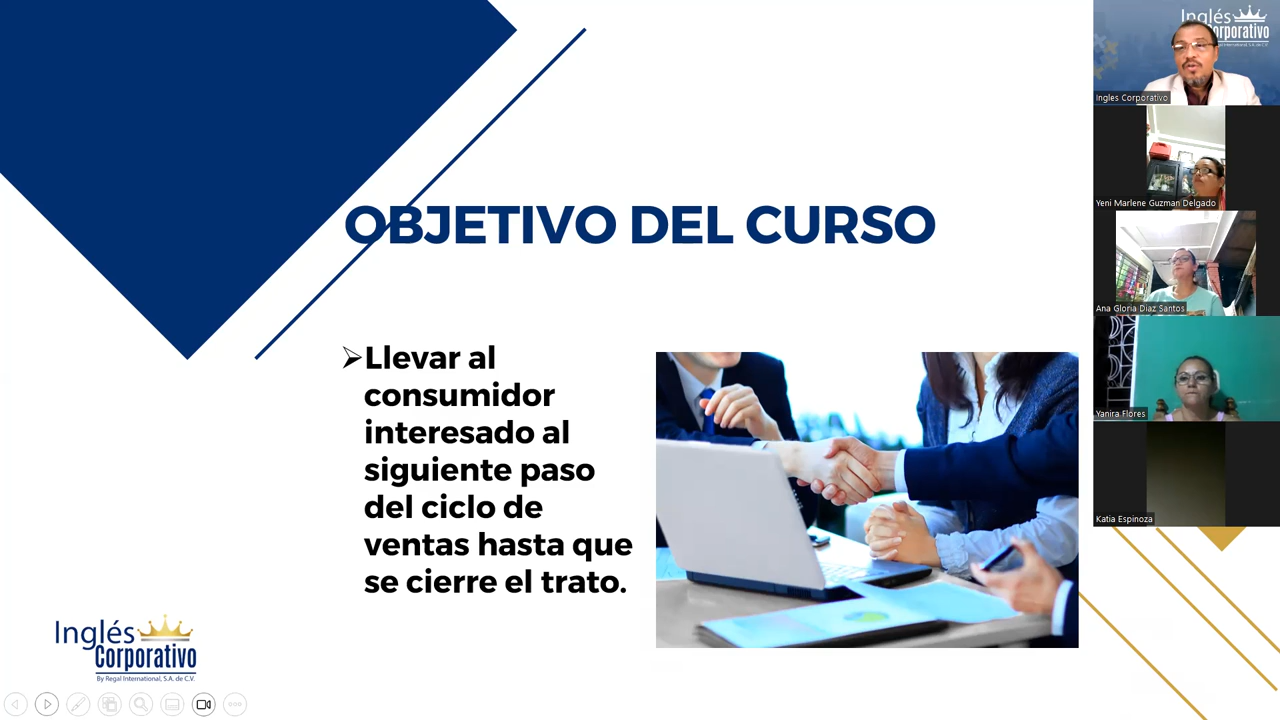 OBJETIVO DEL CURSO
➢Llevar al
consumidor
interesado al
siguiente paso
del ciclo de
ventas hasta que
se cierre el trato.
Inglés
Corporativo
By Regal International, S.A. de C.V.
Inglés
Corporativo
Ingles Corporativo
Yeni Marlene Guzman Delgado
Ana Gloria Diaz Santos
Yanira Flores
Katia Espinoza